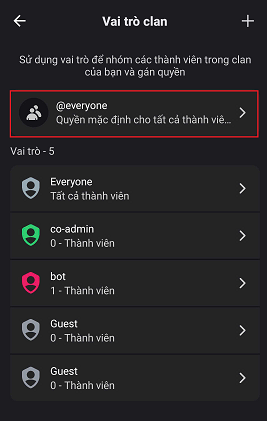 Vai trò clan
Sử dụng vai trò để nhóm các thành viên trong clan
của bạn và gán quyền
@everyone
Quyền mặc định cho tất cả thành viê...
Vai trò - 5
Everyone
Tất cả thành viên
co-admin
0 - Thành viên
bot
1 - Thành viên
Guest
0 - Thành viên
Guest
0 - Thành viên